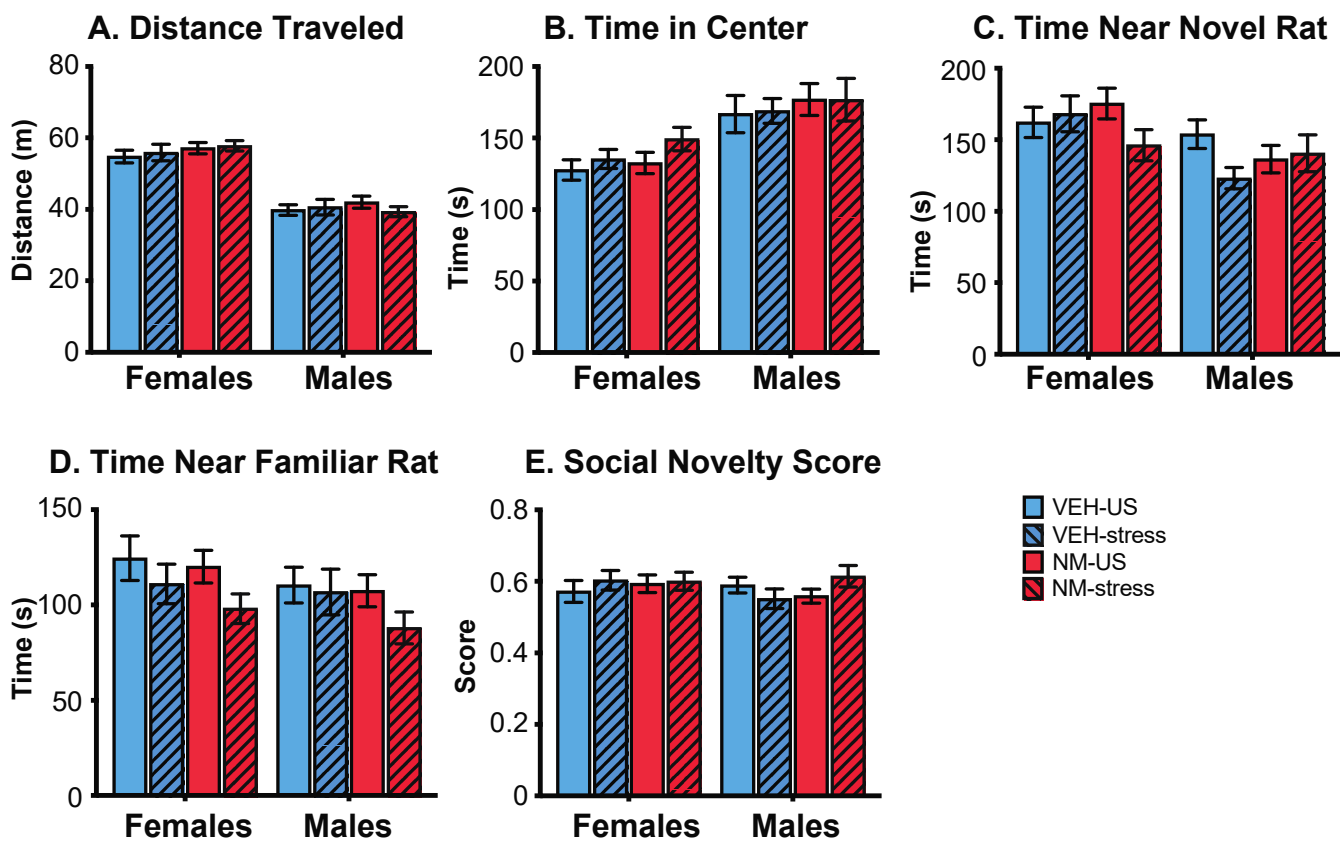 A. Distance Traveled
Distance (m)
80
60
40
20
0
Females Males
B. Time in Center
Time (s)
200
150
100
50
0
Females Males
C. Time Near Novel Rat
Time (s)
200
150
100
50
0
Females Males
D. Time Near Familiar Rat
Time (s)
150
100
50
0
Females Males
E. Social Novelty Score
Score
0.8
0.6
0.4
0.2
0
Females Males
VEH-US
VEH-stress
NM-US
NM-stress